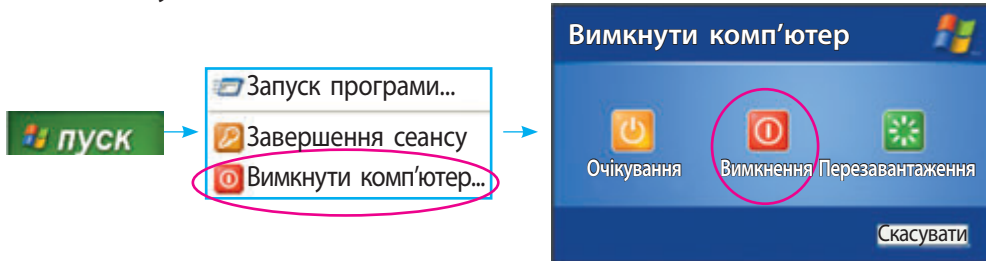 пуск
Запуск програми...
Завершення сеансу
Вимкнути комп'ютер...
Вимкнути комп'ютер
Очікування
Вимкнення
Перезавантаження
Скасувати